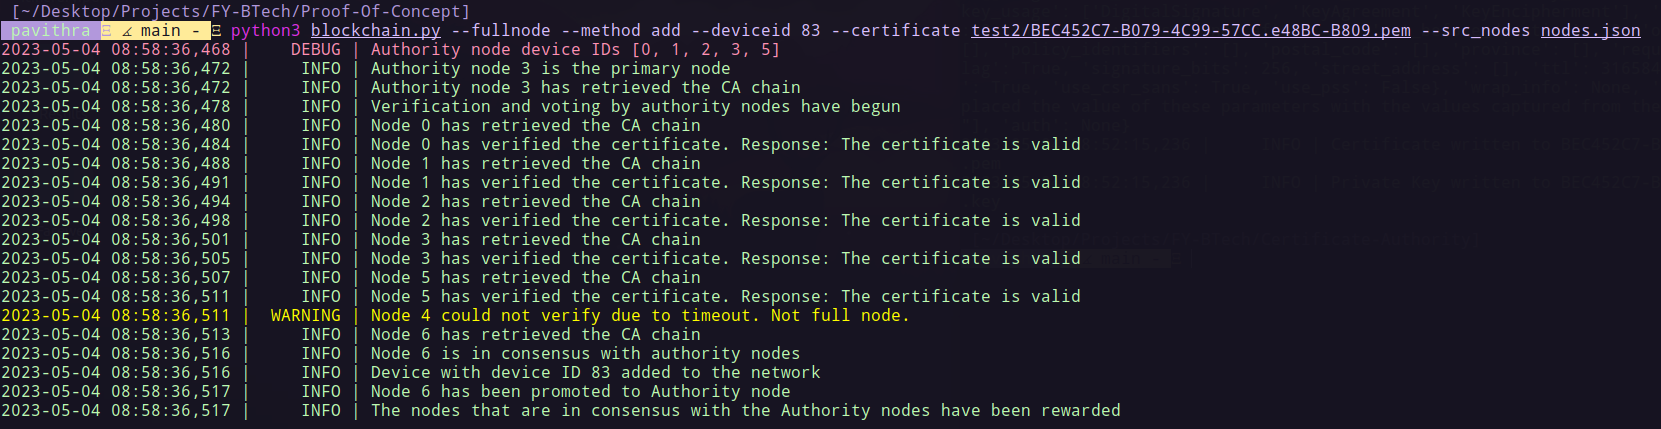 [~/Desktop/Projects/FY-BTech/Proof-Of-Concept]
pavithra Ξ ∡ main - Ξ python3 blockchain.py --fullnode --method add --deviceid 83 --certificate test2/BEC452C7-B079-4C99-57CC.e48BC-B809.pem --src_nodes nodes.json
2023-05-04 08:58:36,468 | DEBUG | Authority node device IDs [0, 1, 2, 3, 5]
2023-05-04 08:58:36,472 | INFO | Authority node 3 is the primary node
2023-05-04 08:58:36,472 | INFO | Authority node 3 has retrieved the CA chain
2023-05-04 08:58:36,478 | INFO | Verification and voting by authority nodes have begun
2023-05-04 08:58:36,480 | INFO | Node 0 has retrieved the CA chain
2023-05-04 08:58:36,484 | INFO | Node 0 has verified the certificate. Response: The certificate is valid
2023-05-04 08:58:36,488 | INFO | Node 1 has retrieved the CA chain
2023-05-04 08:58:36,491 | INFO | Node 1 has verified the certificate. Response: The certificate is valid
2023-05-04 08:58:36,494 | INFO | Node 2 has retrieved the CA chain
2023-05-04 08:58:36,498 | INFO | Node 2 has verified the certificate. Response: The certificate is valid
2023-05-04 08:58:36,501 | INFO | Node 3 has retrieved the CA chain
2023-05-04 08:58:36,505 | INFO | Node 3 has verified the certificate. Response: The certificate is valid
2023-05-04 08:58:36,507 | INFO | Node 5 has retrieved the CA chain
2023-05-04 08:58:36,511 | INFO | Node 5 has verified the certificate. Response: The certificate is valid
2023-05-04 08:58:36,511 | WARNING | Node 4 could not verify due to timeout. Not full node.
2023-05-04 08:58:36,513 | INFO | Node 6 has retrieved the CA chain
2023-05-04 08:58:36,516 | INFO | Node 6 is in consensus with authority nodes
2023-05-04 08:58:36,516 | INFO | Device with device ID 83 added to the network
2023-05-04 08:58:36,517 | INFO | Node 6 has been promoted to Authority node
2023-05-04 08:58:36,517 | INFO | The nodes that are in consensus with the Authority nodes have been rewarded